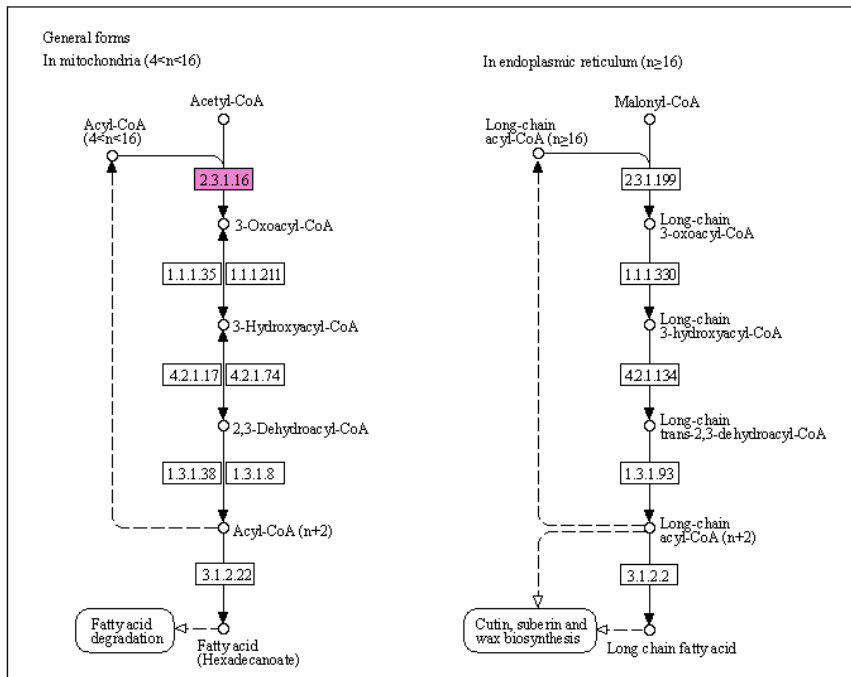 General forms
In mitochondria (4<n<16)
In endoplasmic reticulum (n≥16)
Acetyl-CoA
Acyl-CoA
(4<n<16)
2.3.1.16
3-Oxoacyl-CoA
1.1.1.35
1.1.1.211
3-Hydroxyacyl-CoA
4.2.1.17
4.2.1.74
2,3-Dehydroacyl-CoA
1.3.1.38
1.3.1.8
Acyl-CoA (n+2)
3.1.2.22
Fatty acid
degradation
Fatty acid
(Hexadecanoate)
Malonyl-CoA
Long-chain
acyl-CoA (n≥16)
2.3.1.199
Long-chain
3-oxoacyl-CoA
1.1.1.330
Long-chain
3-hydroxyacyl-CoA
4.2.1.134
Long-chain
trans-2,3-dehydroacyl-CoA
1.3.1.93
Long-chain
acyl-CoA (n+2)
3.1.2.2
Cutin, suberin and
wax biosynthesis
Long chain fatty acid